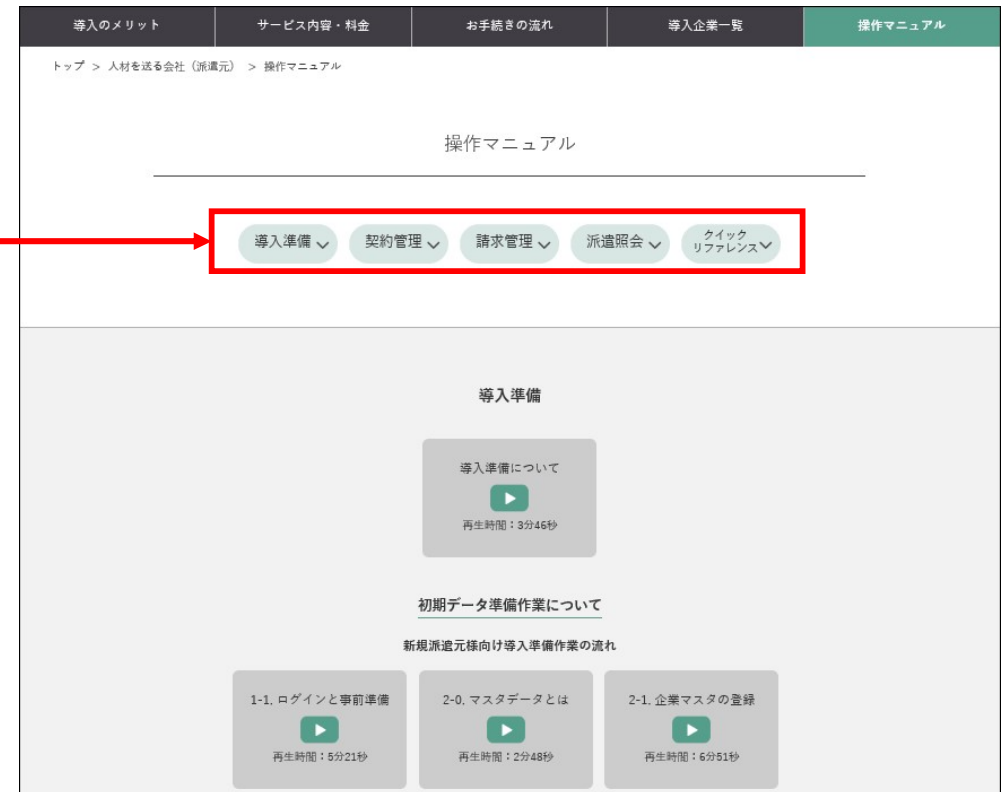 導入のメリット
サービス内容・料金
お手続きの流れ
導入企業一覧
操作マニュアル
トップ > 人材を送る会社（派遣元） > 操作マニュアル
操作マニュアル
導入準備
契約管理
請求管理
派遣照会
クイック
リファレンス
導入準備
導入準備について
再生時間：3分46秒
初期データ準備作業について
新規派遣元様向け導入準備作業の流れ
1-1. ログインと事前準備
再生時間：5分21秒
2-0. マスタデータとは
再生時間：2分48秒
2-1. 企業マスタの登録
再生時間：6分51秒